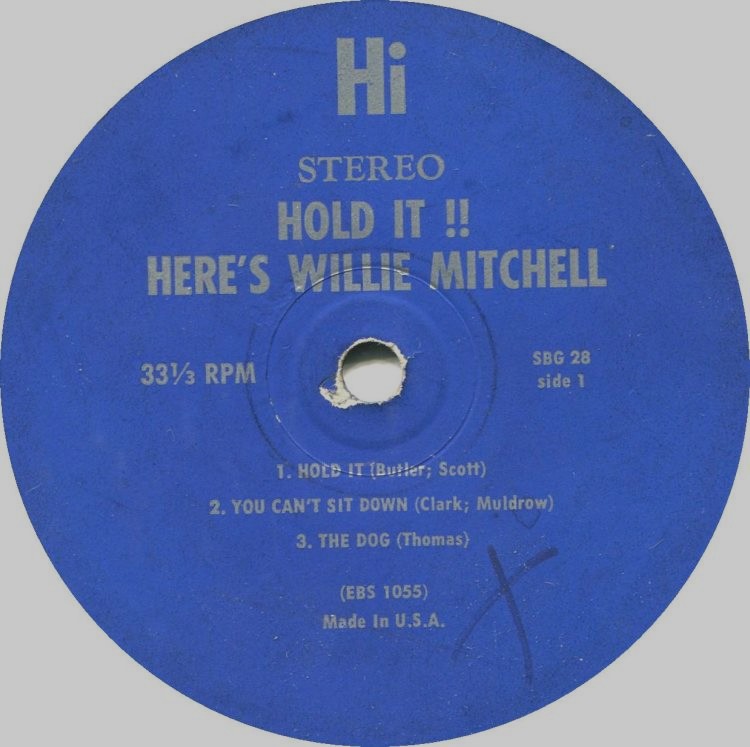 Hi
STEREO
HOLD IT !!
HERE'S WILLIE MITCHELL
33⅓ RPM
SBG 28
side 1
1. HOLD IT (Butler; Scott)
2. YOU CAN'T SIT DOWN (Clark; Muldrow)
3. THE DOG (Thomas)
(EBS 1055)
Made In U.S.A.
X